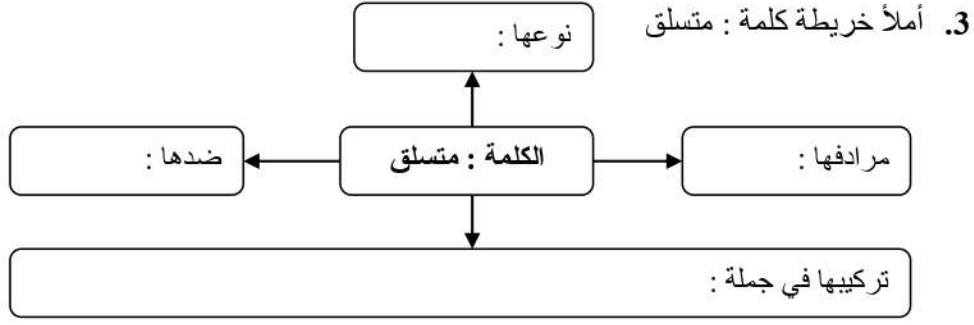 3. أملأ خريطة كلمة : متسلق
نوعها :
مرادفها :
الكلمة : متسلق
ضدها :
تركيبها في جملة :